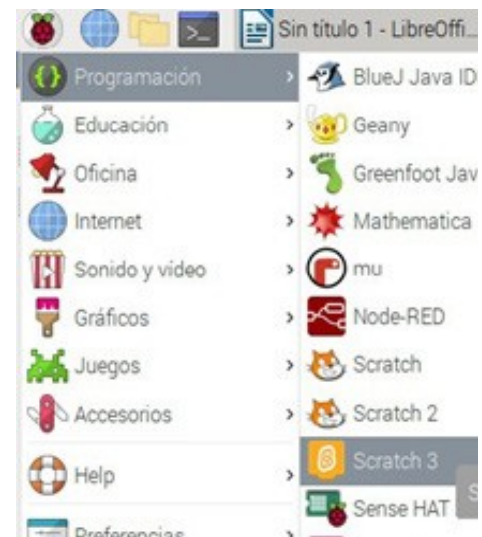 Sin título 1 - LibreOffi...
Programación
Educación
Oficina
Internet
Sonido y vídeo
Gráficos
Juegos
Accesorios
Help
Preferencias
BlueJ Java ID
Geany
Greenfoot Jav
Mathematica
mu
Node-RED
Scratch
Scratch 2
Scratch 3
Sense HAT
S